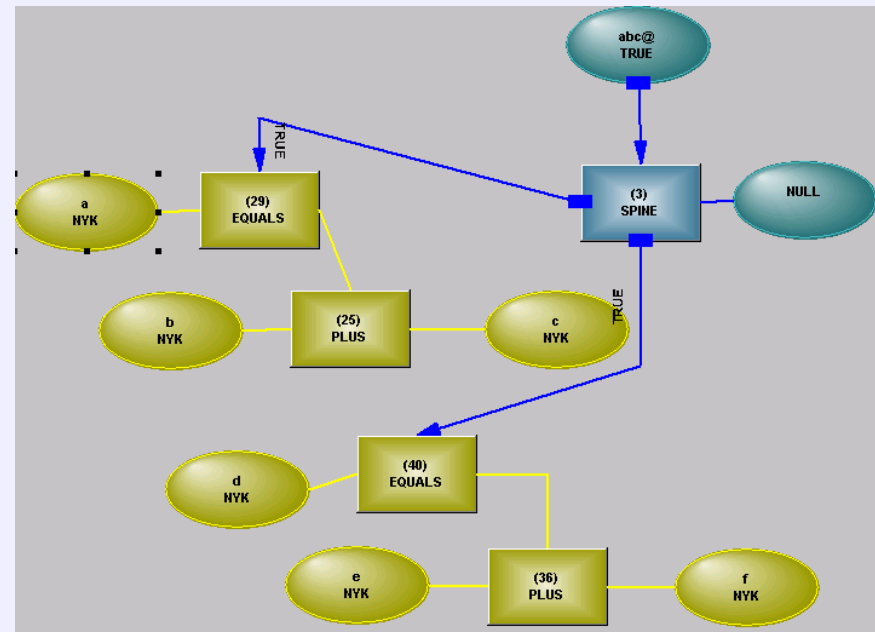 abc@
TRUE
TRUE
(3)
SPINE
NULL
a
NYK
(29)
EQUALS
b
NYK
(25)
PLUS
c
NYK
TRUE
d
NYK
(40)
EQUALS
e
NYK
(36)
PLUS
f
NYK